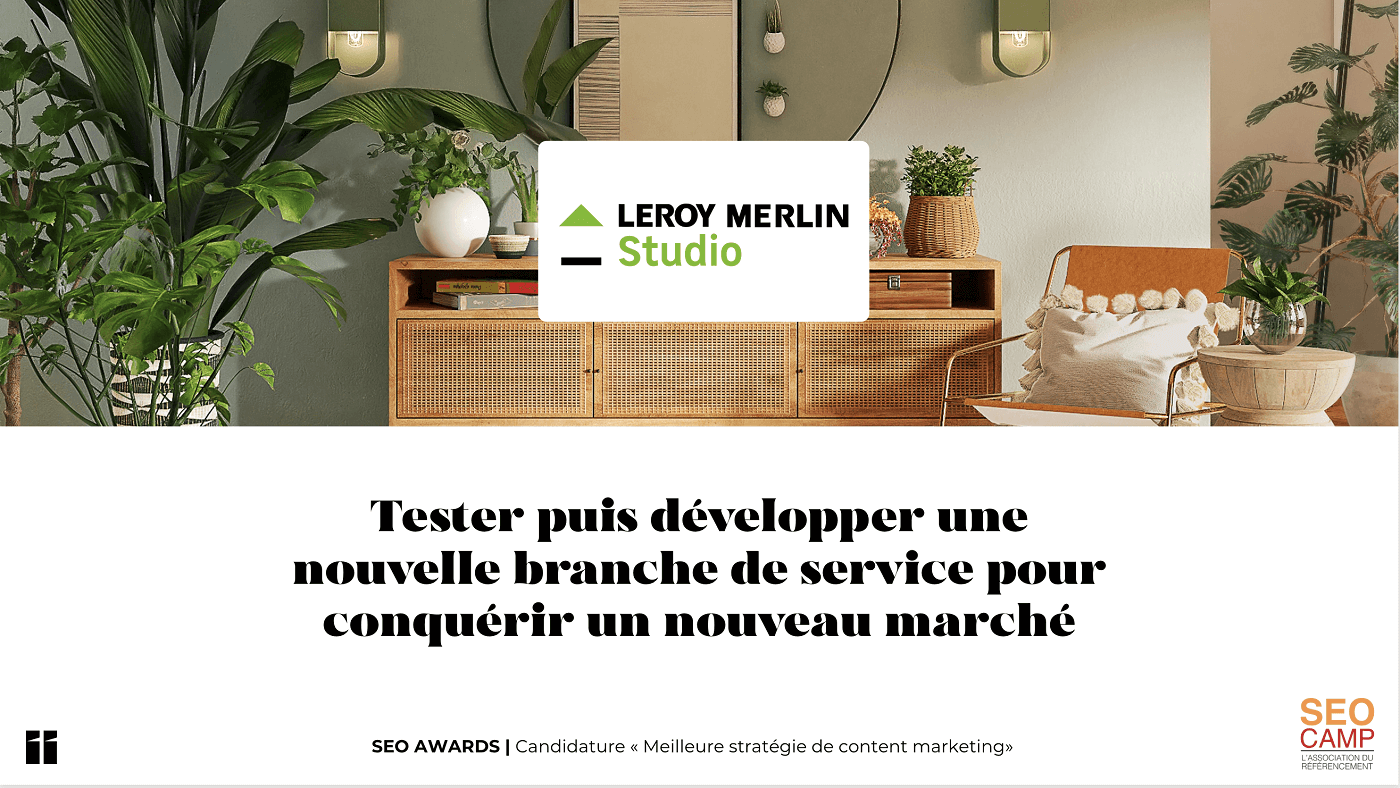 LEROY MERLIN
Studio
Tester puis développer une
nouvelle branche de service pour
conquérir un nouveau marché
SEO AWARDS | Candidature « Meilleure stratégie de content marketing»
SEO
CAMP
L'ASSOCIATION DU
RÉFÉRENCEMENT